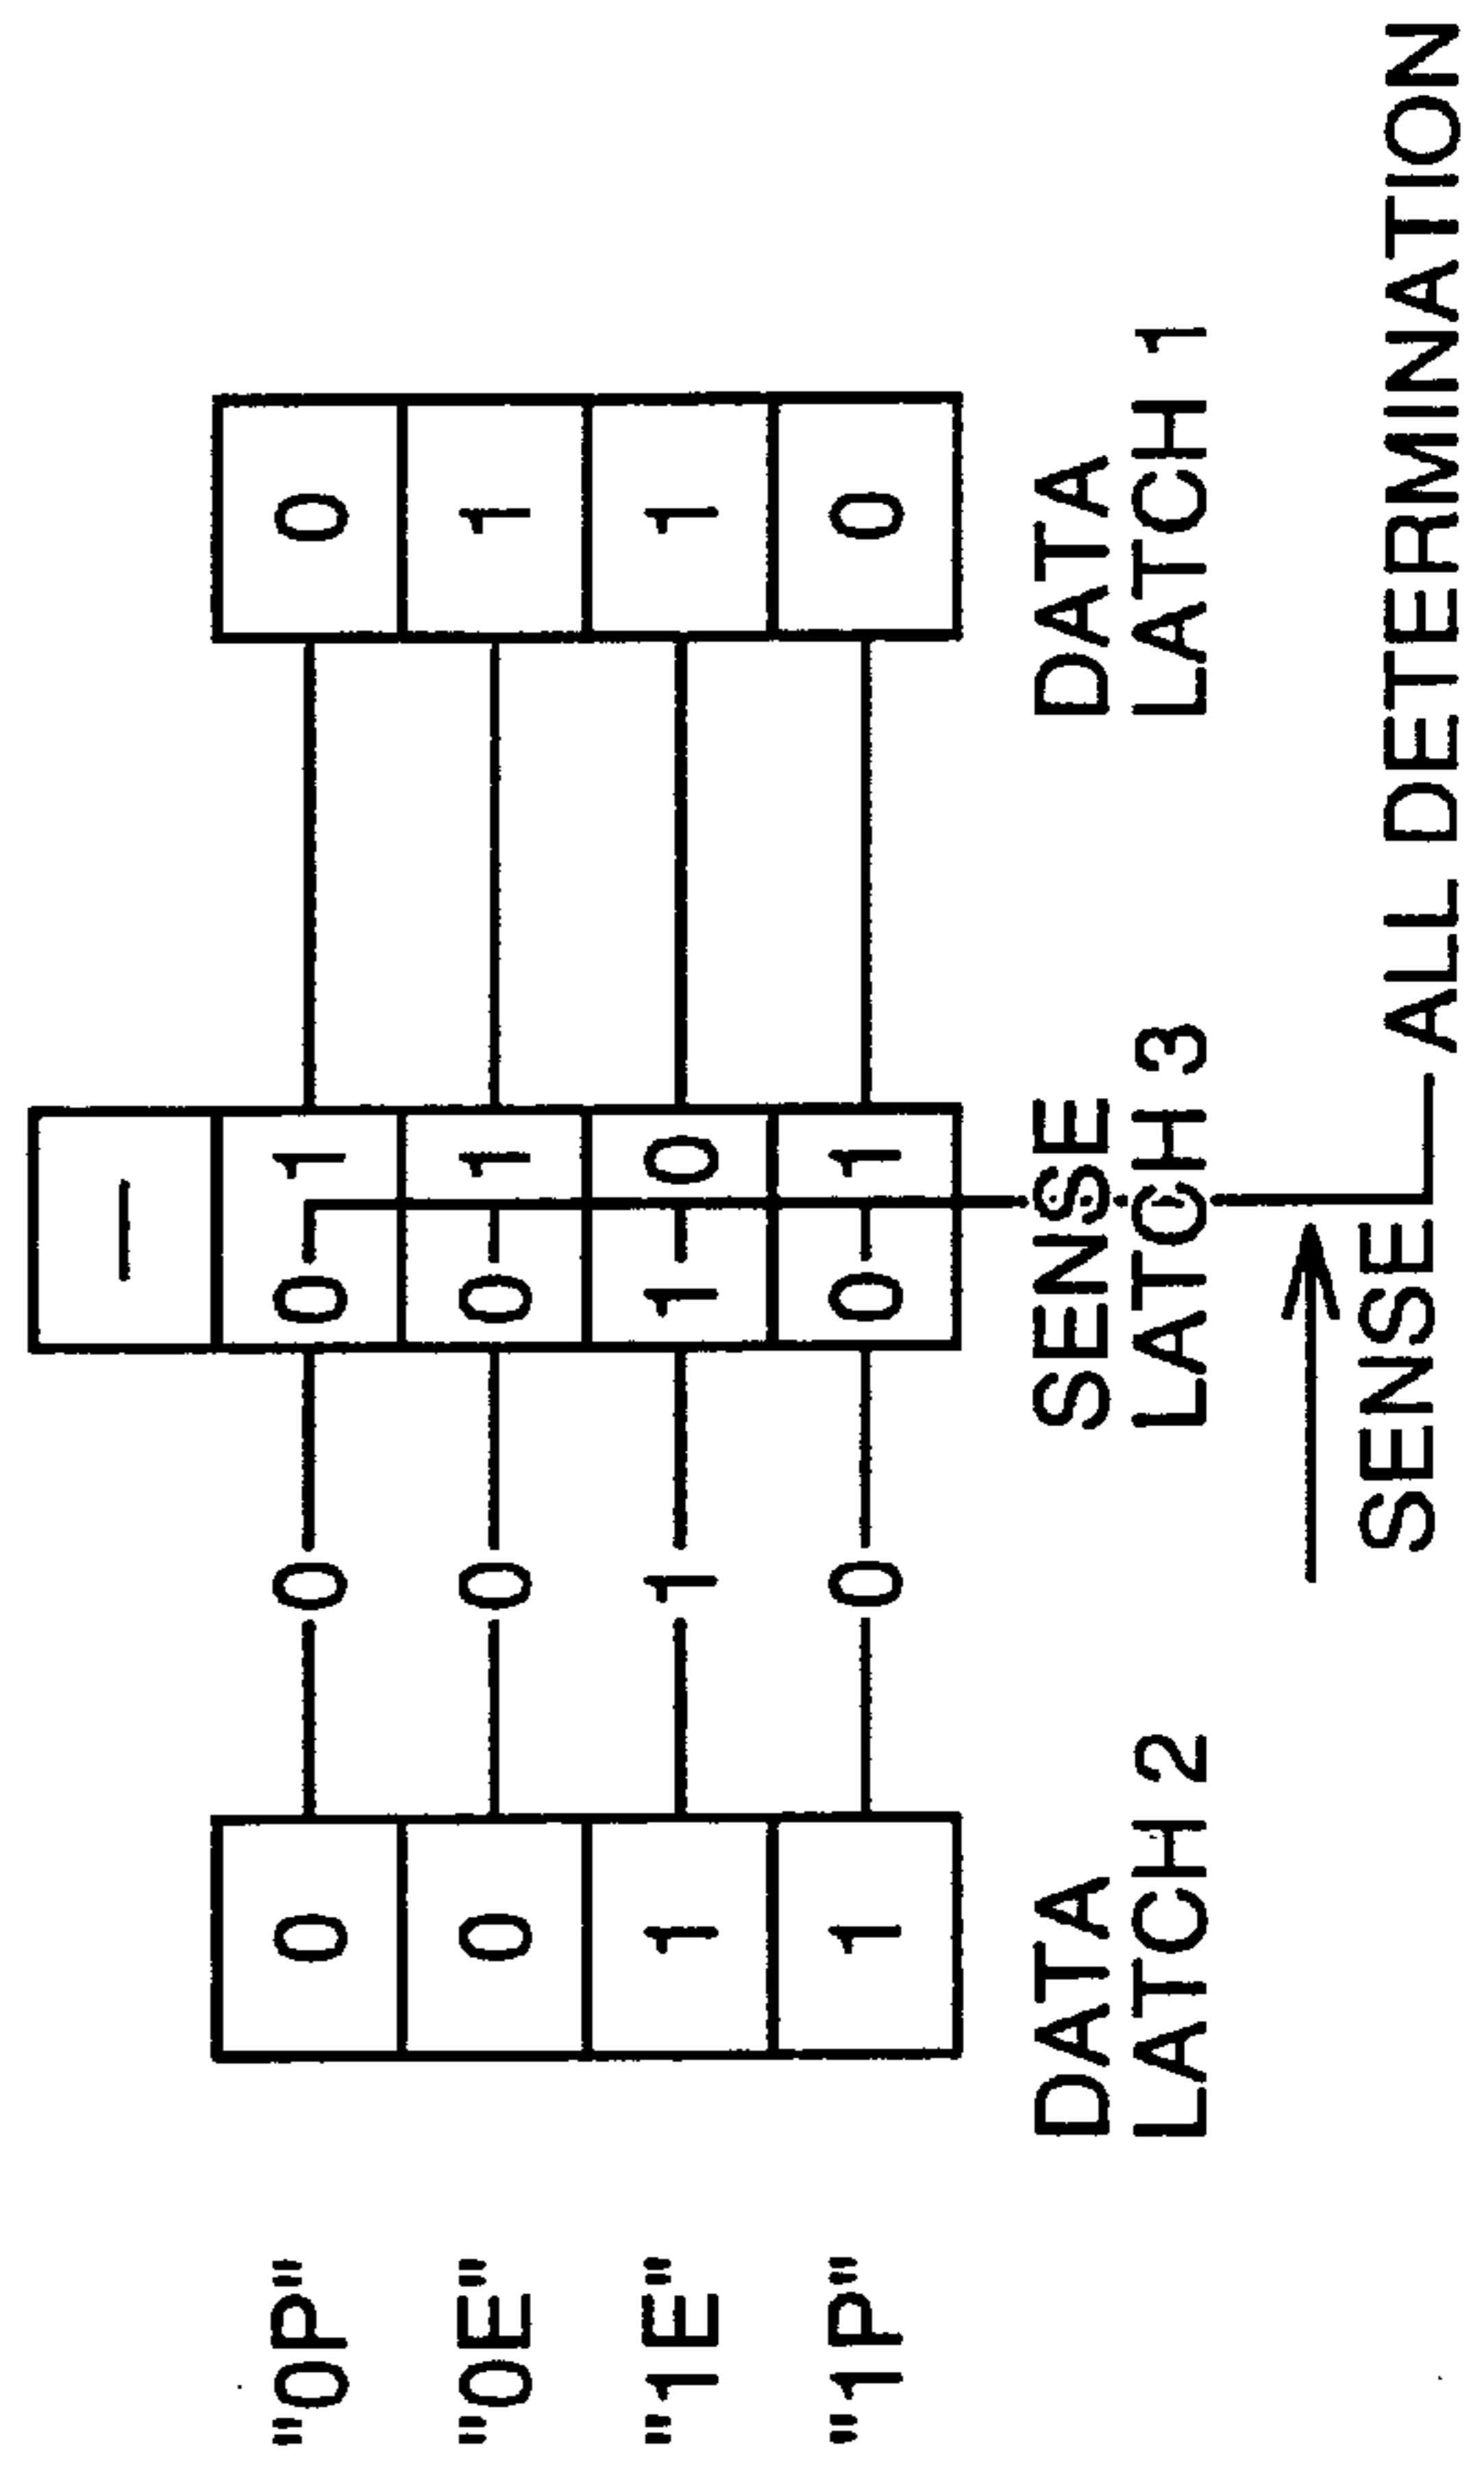 —
"0P" 0 0 0 1 0
"0E" 0 0 0 1 1
"1E" 1 1 1 0 1
"1P" 1 0 0 1 0
DATA
LATCH 2
SENSE
LATCH 3
DATA
LATCH 1
SENSE
ALL DETERMINATION